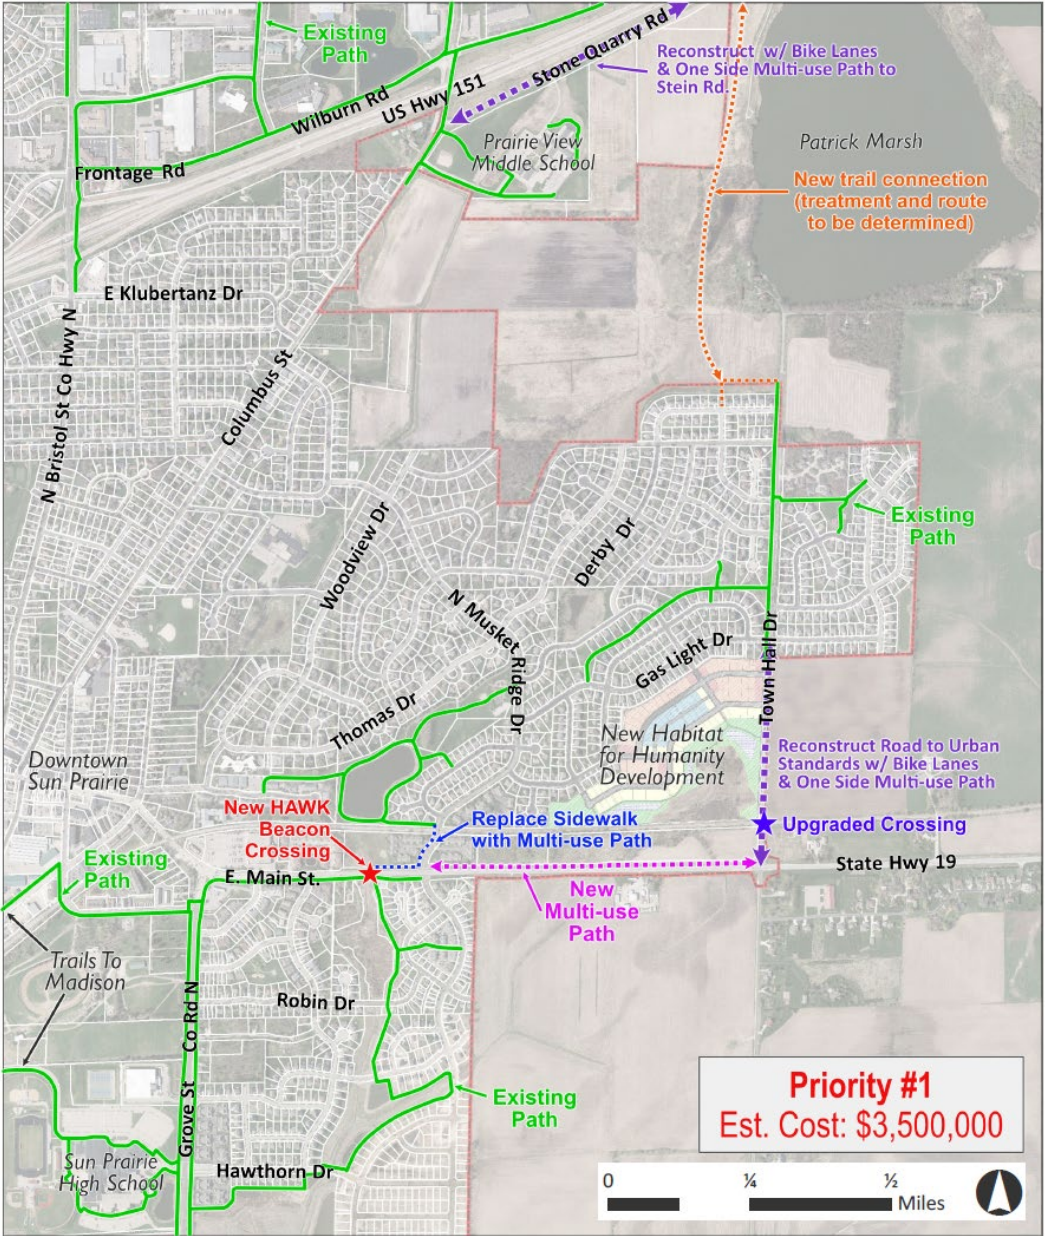 Existing
Path
Stone Quarry Rd
Reconstruct w/ Bike Lanes
& One Side Multi-use Path to
Stein Rd.
Wilburn Rd
US Hwy 151
Prairie View
Middle School
Patrick Marsh
Frontage Rd
New trail connection
(treatment and route
to be determined)
E Klubertanz Dr
N Bristol St Co Hwy N
Columbus St
Woodview Dr
Derby Dr
Existing
Path
N Musket
Ridge Dr
Gas Light Dr
Town Hall Dr
Thomas Dr
New Habitat
for Humanity
Development
Reconstruct Road to Urban
Standards w/ Bike Lanes
& One Side Multi-use Path
Downtown
Sun Prairie
New HAWK
Beacon
Crossing
Replace Sidewalk
with Multi-use Path
Upgraded Crossing
Existing
Path
E. Main St.
State Hwy 19
New
Multi-use
Path
Trails To
Madison
Robin Dr
Grove St Co Rd N
Existing
Path
Priority #1
Est. Cost: $3,500,000
Sun Prairie
High School
Hawthorn Dr
0 ¼ ½
Miles